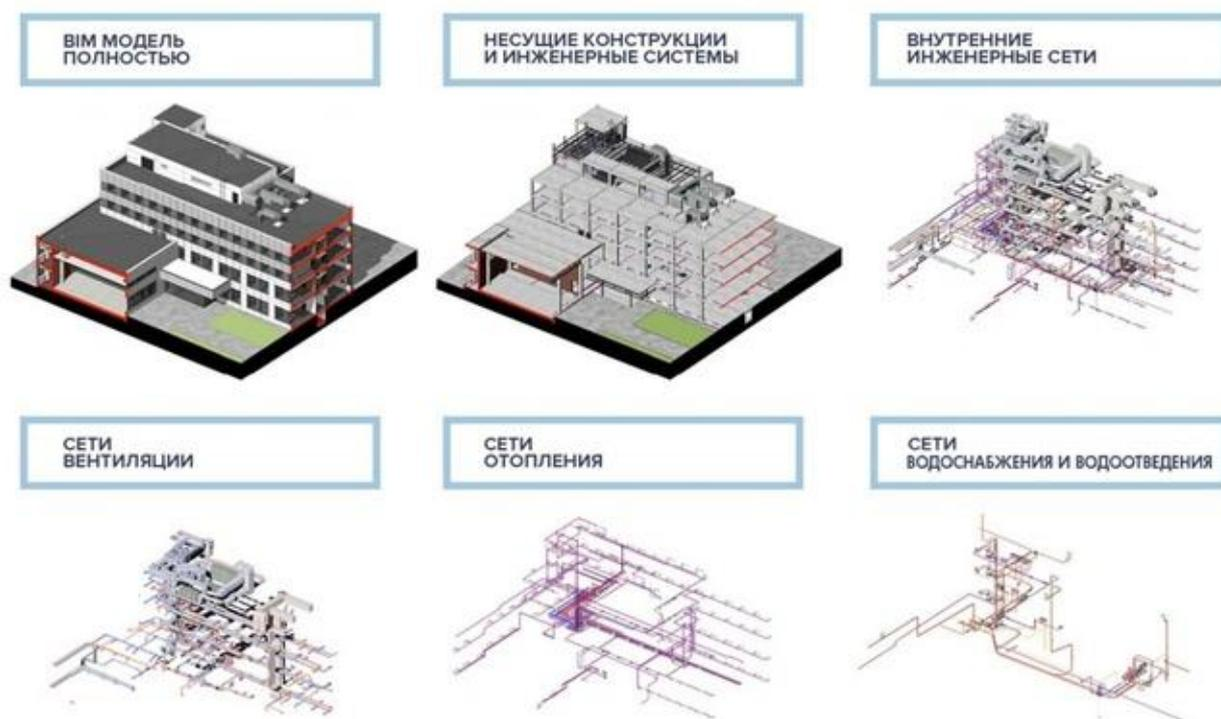 BIM МОДЕЛЬ
ПОЛНОСТЬЮ
НЕСУЩИЕ КОНСТРУКЦИИ
И ИНЖЕНЕРНЫЕ СИСТЕМЫ
ВНУТРЕННИЕ
ИНЖЕНЕРНЫЕ СЕТИ
СЕТИ
ВЕНТИЛЯЦИИ
СЕТИ
ОТОПЛЕНИЯ
СЕТИ
ВОДОСНАБЖЕНИЯ И ВОДООТВЕДЕНИЯ